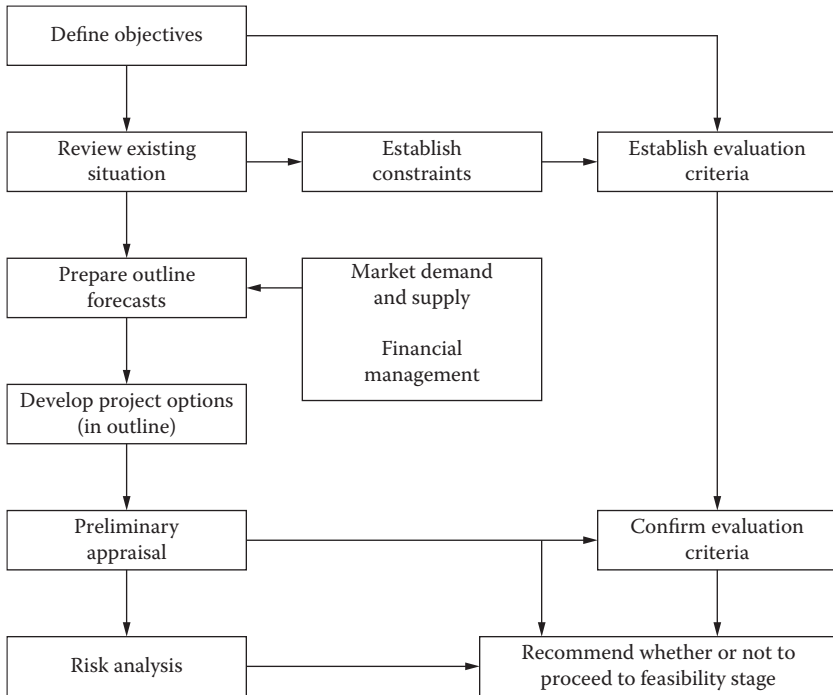 Define objectives
Review existing
situation
Establish
constraints
Establish evaluation
criteria
Prepare outline
forecasts
Market demand
and supply
Financial
management
Develop project options
(in outline)
Preliminary
appraisal
Confirm evaluation
criteria
Risk analysis
Recommend whether or not to
proceed to feasibility stage